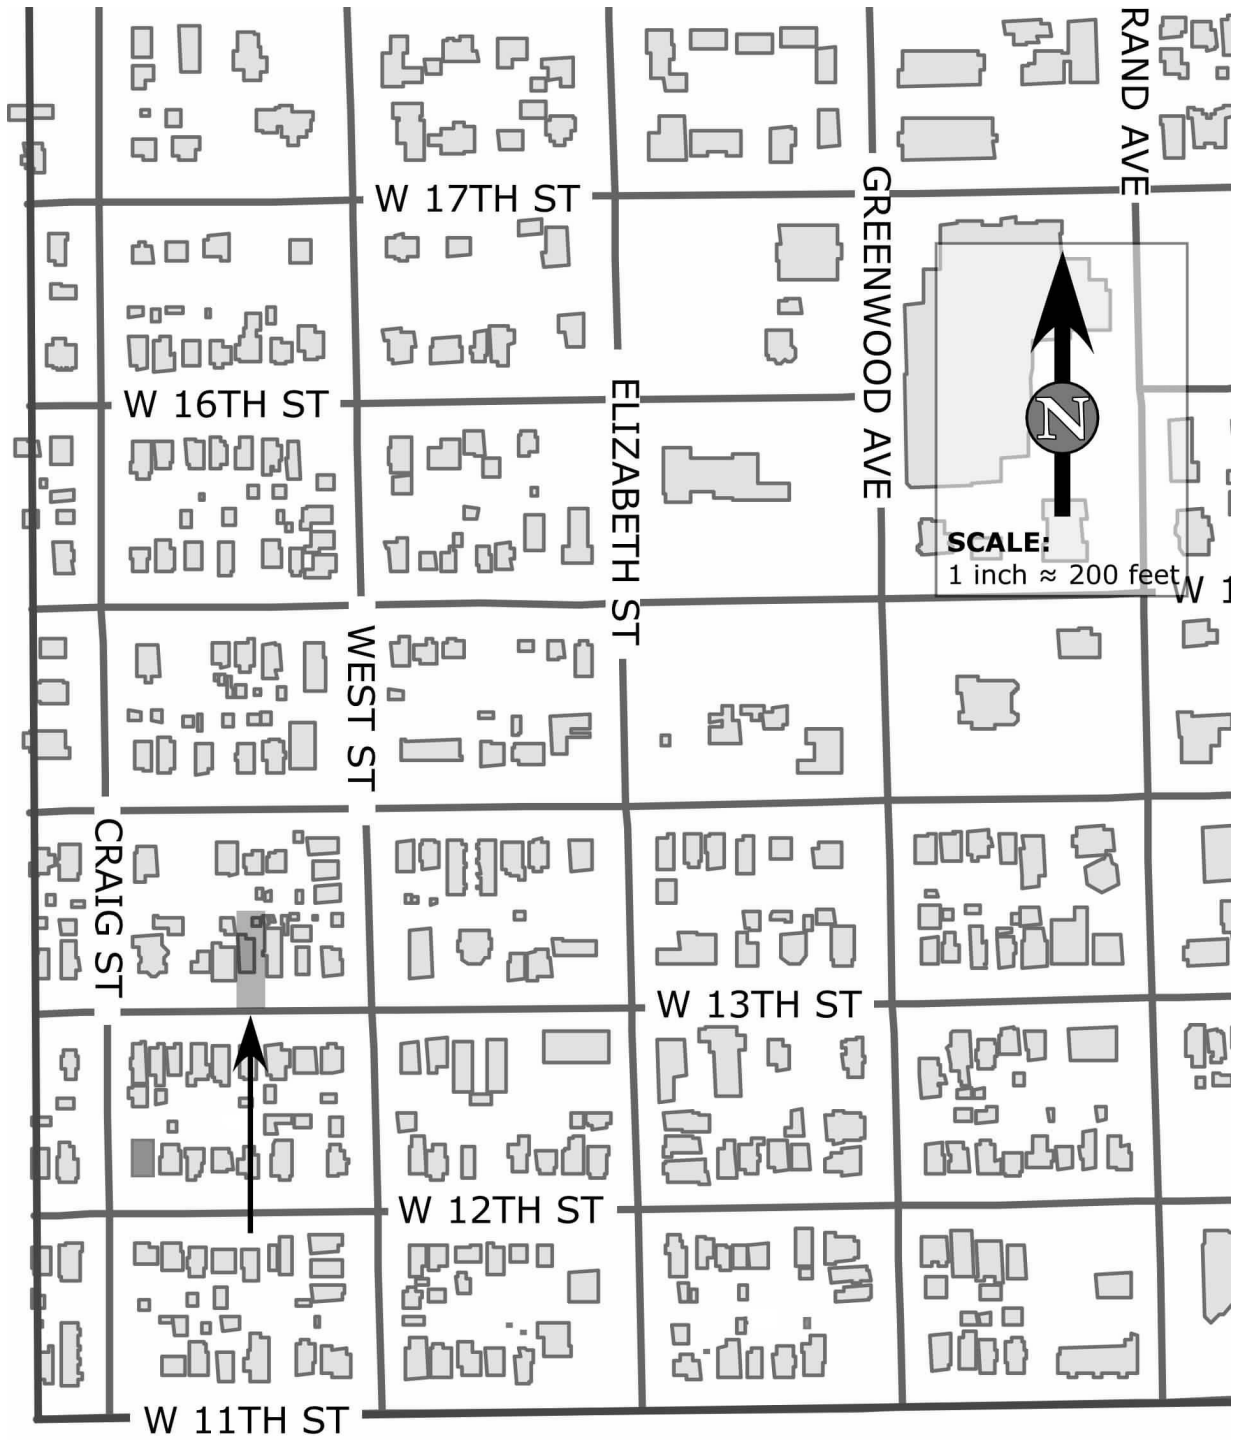 RAND AVE
W 17TH ST
GREENWOOD AVE
W 16TH ST
ELIZABETH ST
N
SCALE:
1 inch ≈ 200 feet
W 1
WEST ST
CRAIG ST
W 13TH ST
W 12TH ST
W 11TH ST